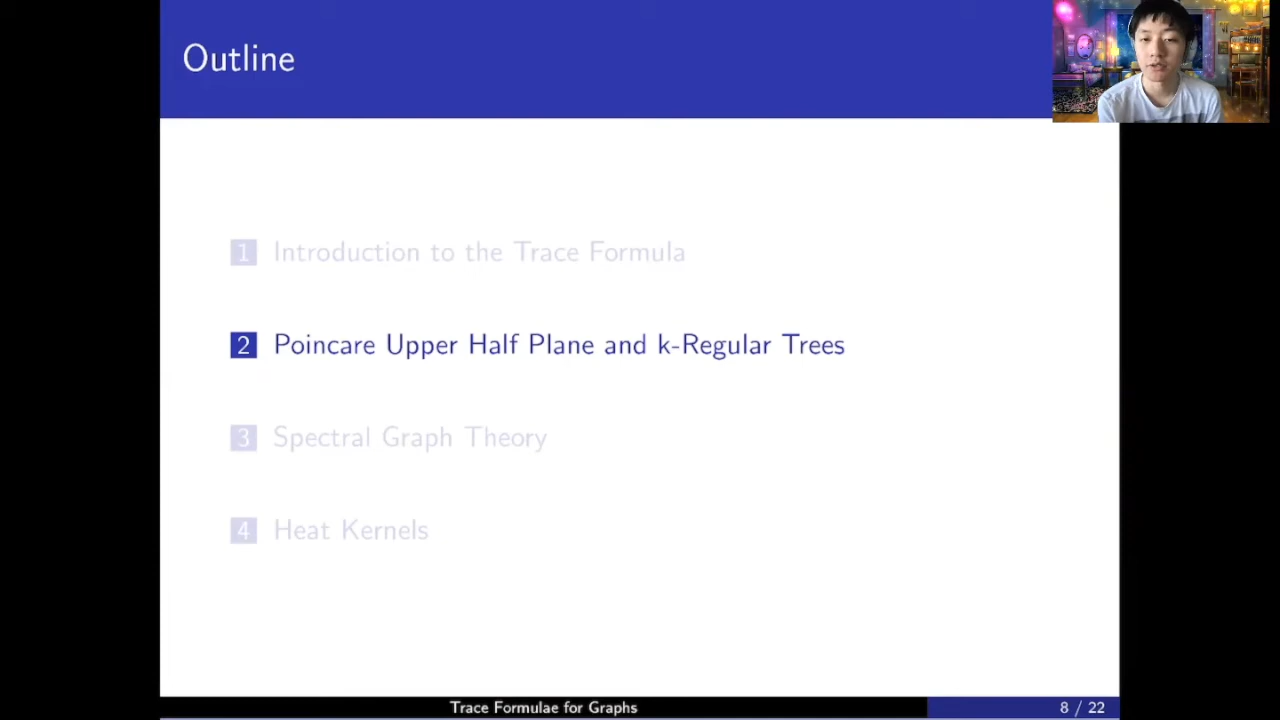 Outline
1 Introduction to the Trace Formula
2 Poincare Upper Half Plane and k-Regular Trees
3 Spectral Graph Theory
4 Heat Kernels
Trace Formulae for Graphs
8 / 22